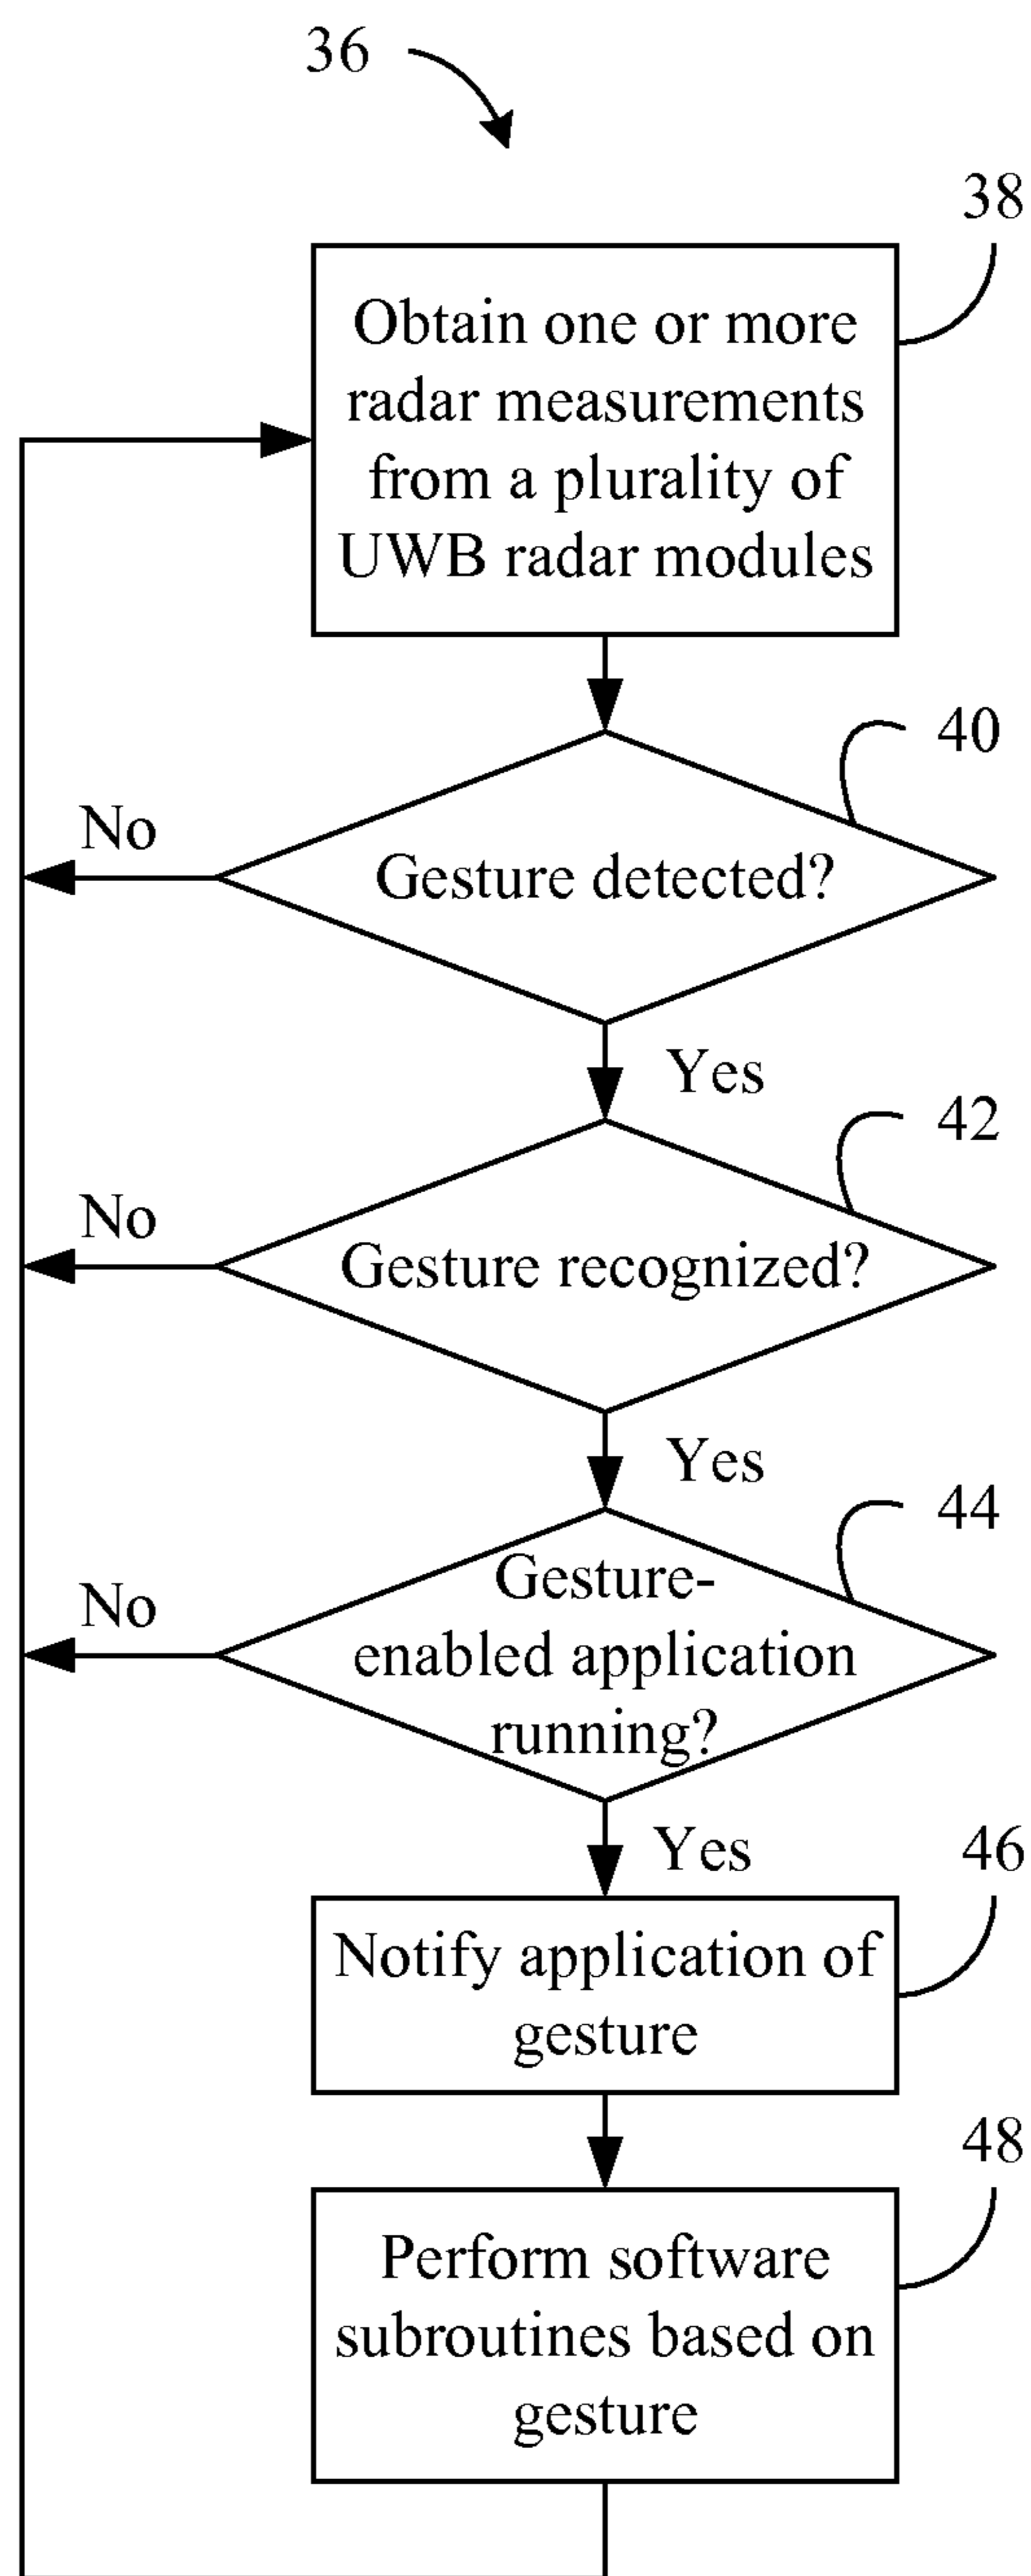 36
38
Obtain one or more
radar measurements
from a plurality of
UWB radar modules
40
No
Gesture detected?
Yes
42
No
Gesture recognized?
Yes
44
No
Gesture-
enabled application
running?
Yes
46
Notify application of
gesture
48
Perform software
subroutines based on
gesture